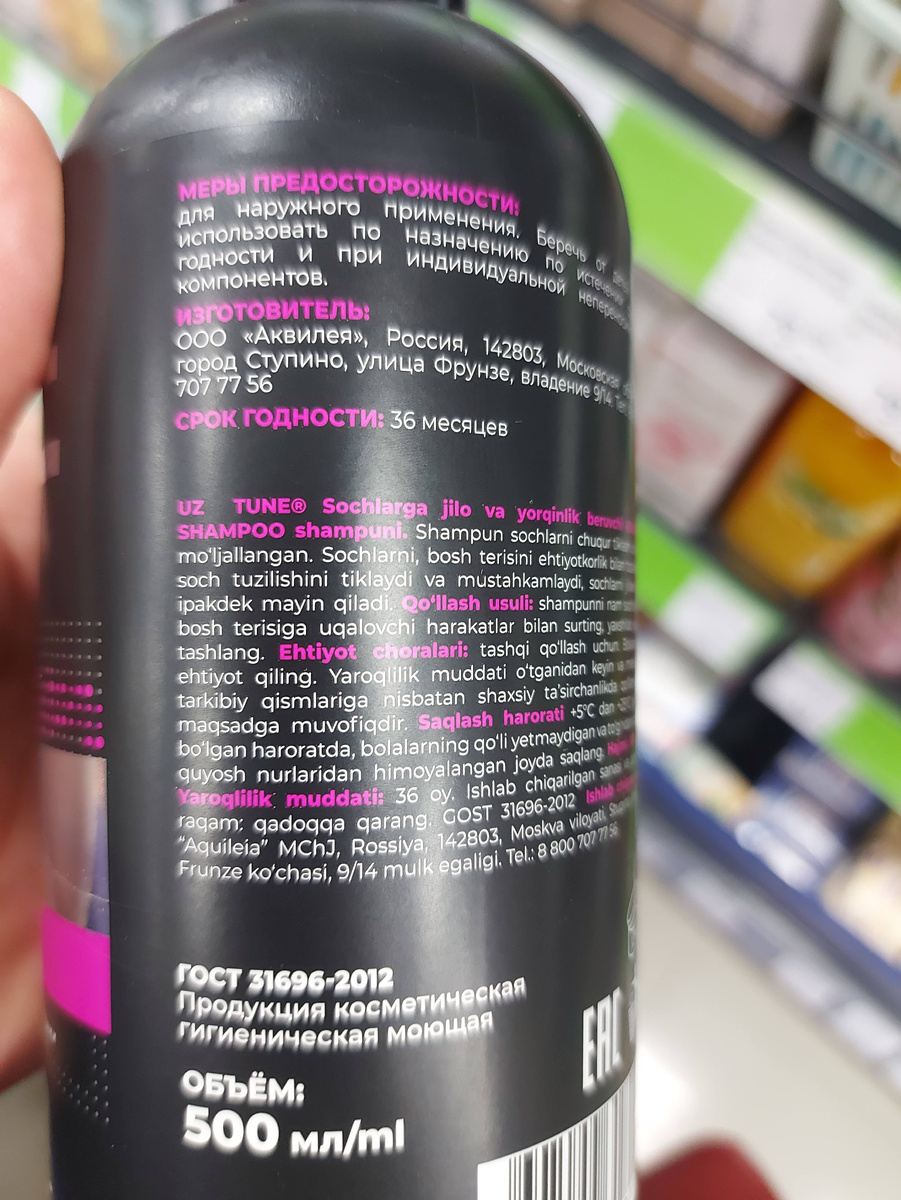 МЕРЫ ПРЕДОСТОРОЖНОСТИ:
для наружного применения. Беречь от
использовать по назначению по истечении
годности и при индивидуальной
компонентов.
ИЗГОТОВИТЕЛЬ:
ООО «Аквилея», Россия, 142803, Московская
город Ступино, улица Фрунзе, владение 9/14
707 77 56
СРОК ГОДНОСТИ: 36 месяцев
UZ TUNE® Sochlarga jilo va yorqinlik beruvchi
SHAMPOO shampuni. Shampun sochlarni chuqur
mo‘ljallangan. Sochlarni, bosh terisini ehtiyotkorlik bilan
soch tuzilishini tiklaydi va mustahkamlaydi, sochlarni
ipakdek mayin qiladi. Qo‘llash usuli: shampunni
bosh terisiga uqalovchi harakatlar bilan surting,
tashlang. Ehtiyot choralari: tashqi qo‘llash uchun.
ehtiyot qiling. Yaroqlilik muddati o‘tganidan keyin
tarkibiy qismlariga nisbatan shaxsiy ta’sirchanlikda
maqsadga muvofiqdir. Saqlash harorati +5°C dan
bo‘lgan haroratda, bolalarning qo‘li yetmaydigan va
quyosh nurlaridan himoyalangan joyda saqlang.
Yaroqlilik muddati: 36 oy. Ishlab chiqarilgan
raqam: qadoqqa qarang. GOST 31696-2012 Ishlab
“Aquileia” MChJ, Rossiya, 142803, Moskva viloyati,
Frunze ko‘chasi, 9/14 mulk egaligi. Tel.: 8 800 707 77 56
ГОСТ 31696-2012
Продукция косметическая
гигиеническая моющая
EAC
ОБЪЁМ:
500 мл/ml